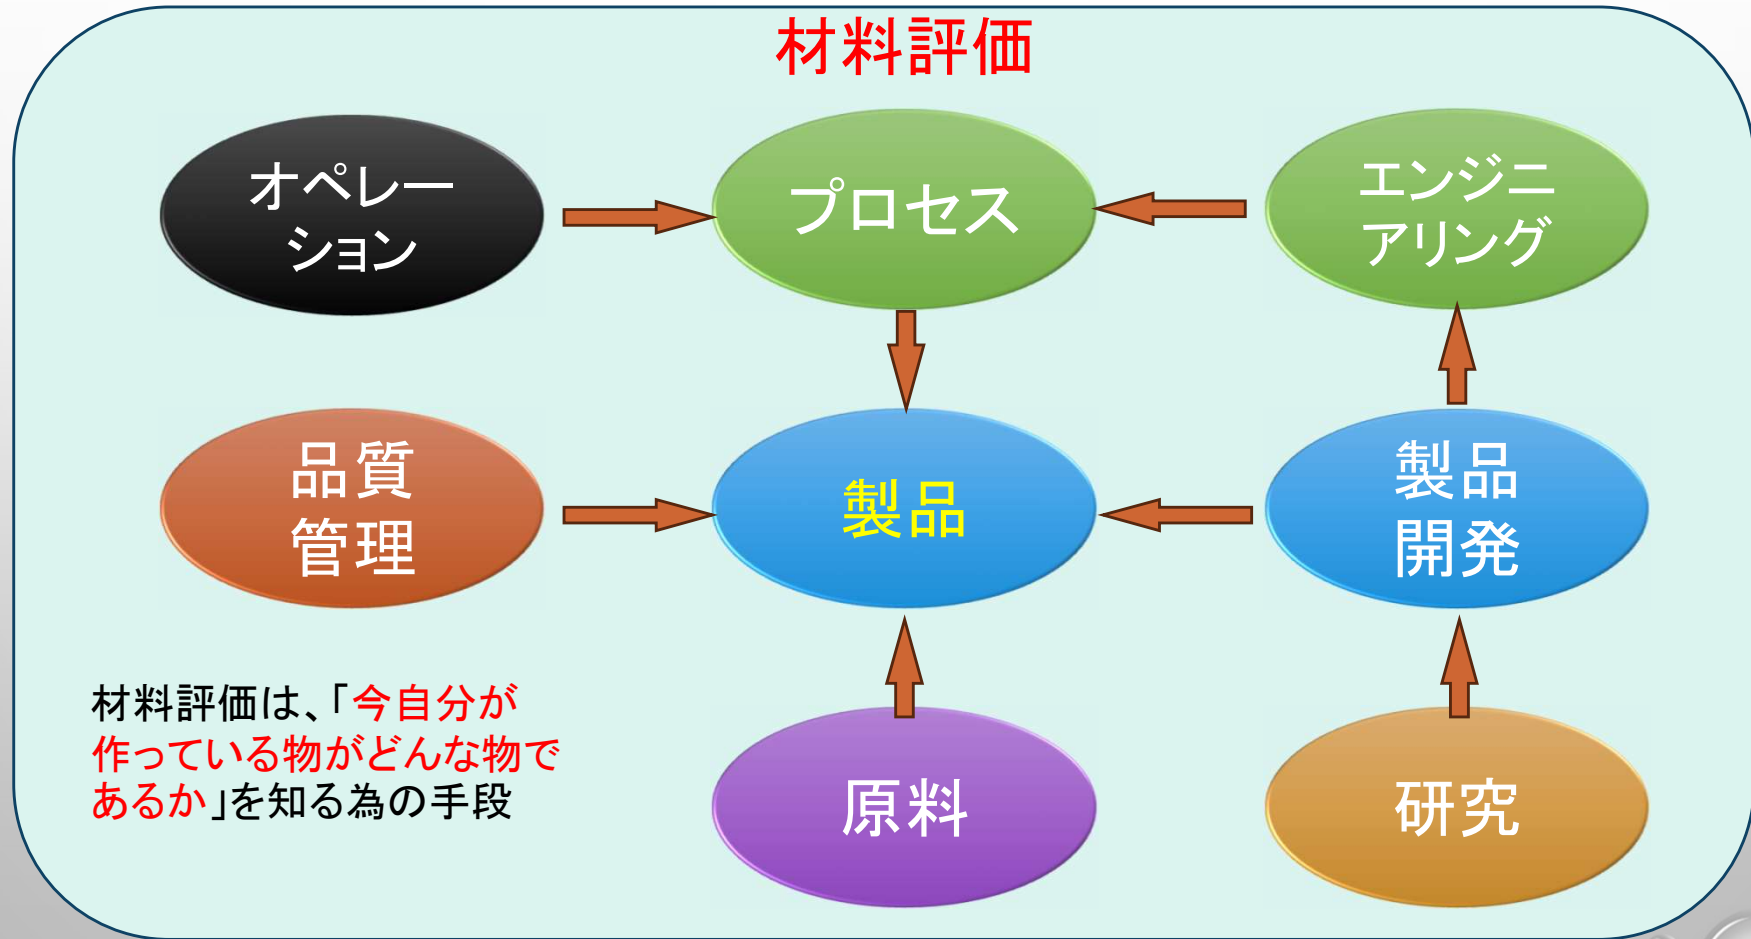 材料評価
オペレー
ション
プロセス
エンジニ
アリング
品質
管理
製品
製品
開発
材料評価は、「今自分が
作っている物がどんな物で
あるか」を知る為の手段
原料
研究